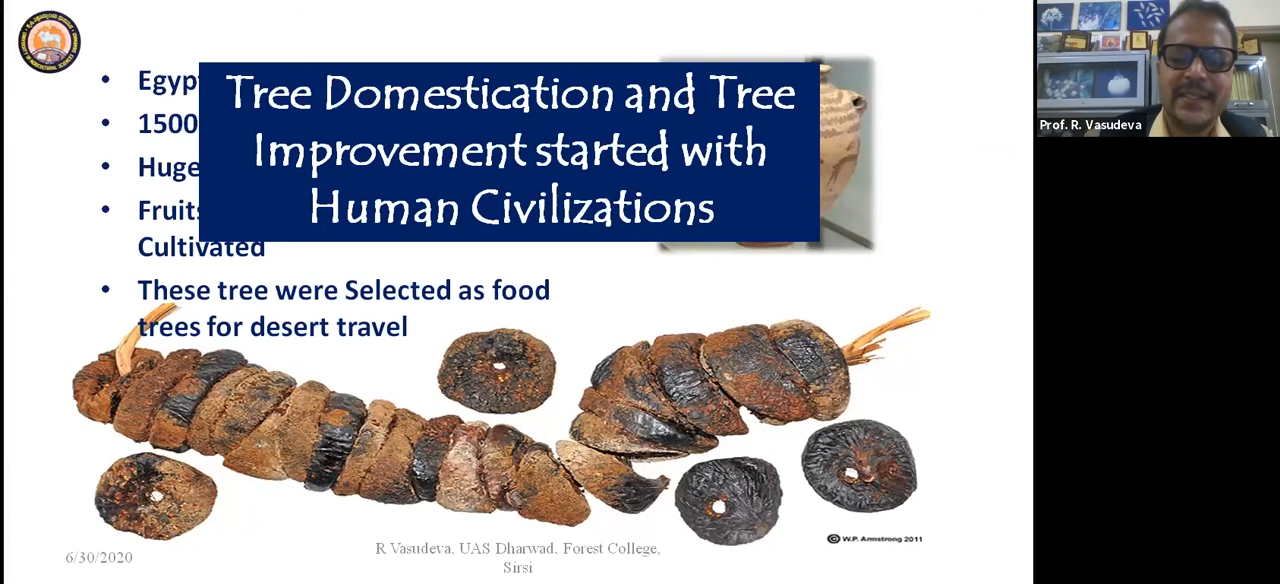 Egyp
Tree Domestication and Tree
1500
Improvement started with
Huge
Human Civilizations
Fruits
Cultivated
These tree were Selected as food
trees for desert travel
© W.P. Armstrong 2011
6/30/2020
R Vasudeva, UAS Dharwad, Forest College,
Sirsi
Prof. R. Vasudeva